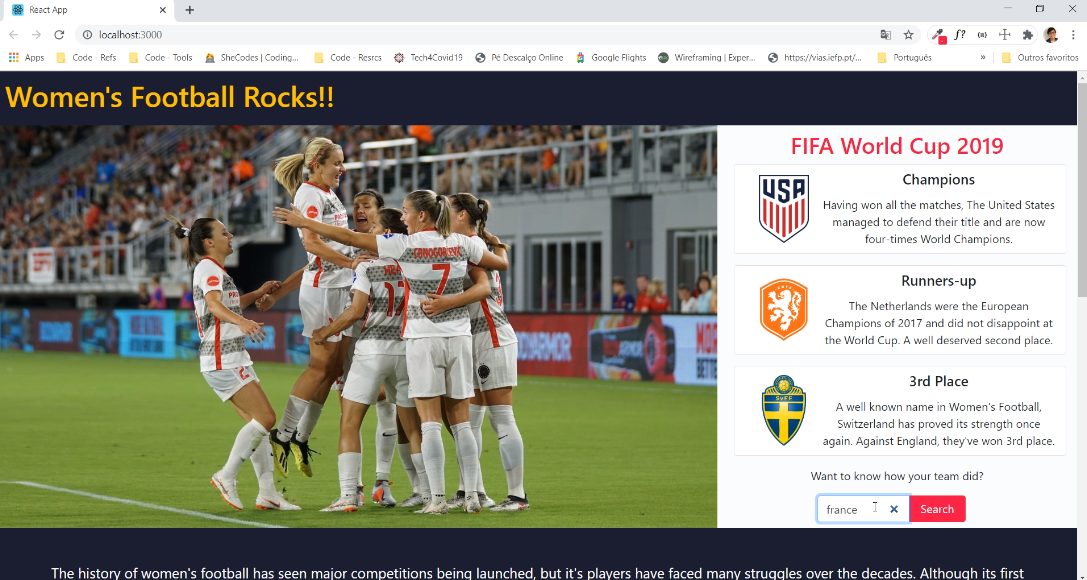 React App
localhost:3000
Apps
Code - Refs
Code - Tools
SheCodes | Coding...
Code - Resrcs
Tech4Covid19
Pé Descalço Online
Google Flights
Wireframing | Exper...
https://vias.iefp.pt/...
Português
»
Outros favoritos
Women's Football Rocks!!
FIFA World Cup 2019
USA
Champions
Having won all the matches, The United States
managed to defend their title and are now
four-times World Champions.
Runners-up
The Netherlands were the European
Champions of 2017 and did not disappoint at
the World Cup. A well deserved second place.
3rd Place
A well known name in Women's Football,
Switzerland has proved its strength once
again. Against England, they've won 3rd place.
Want to know how your team did?
france
Search
7
17
2
The history of women's football has seen major competitions being launched, but it's players have faced many struggles over the decades. Although its first